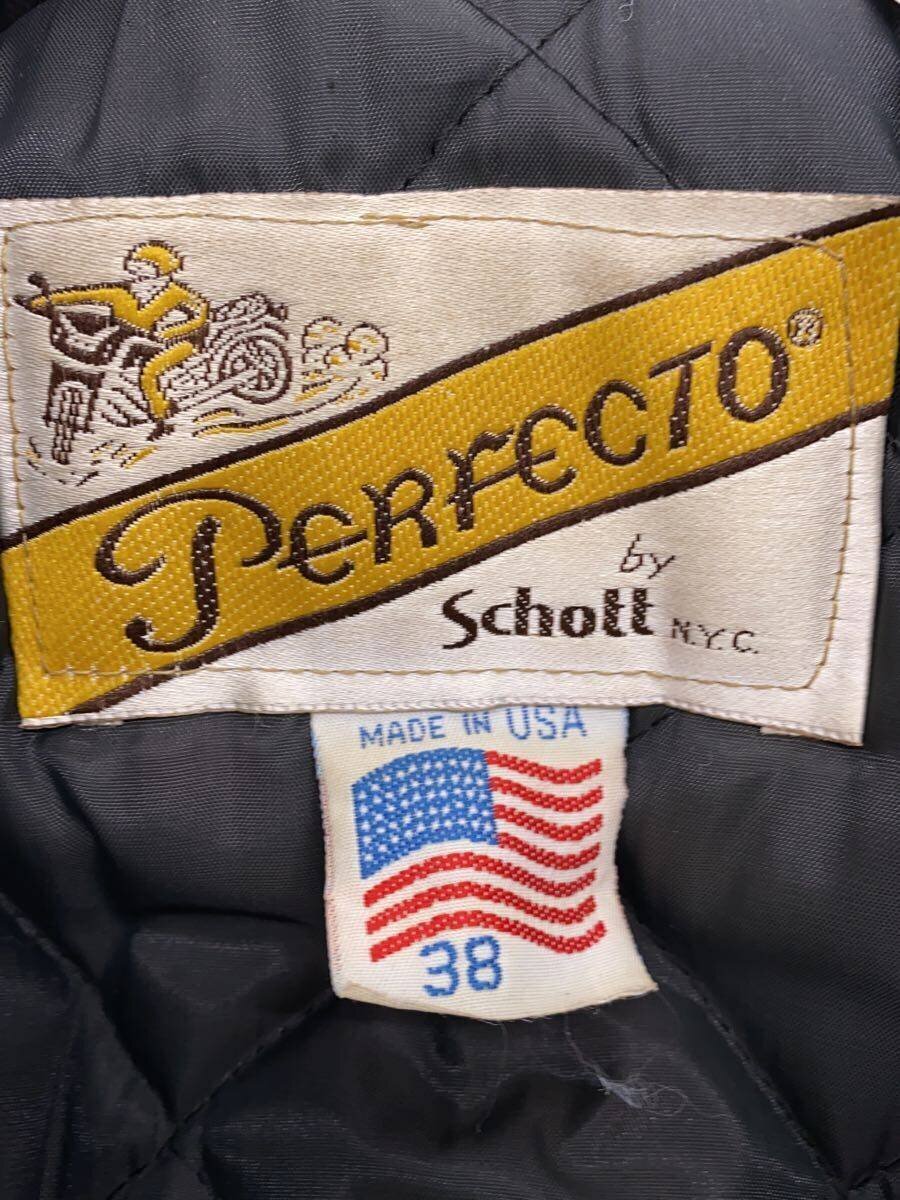 PERFECTO®
by
Schott N.Y.C.
MADE IN USA
38